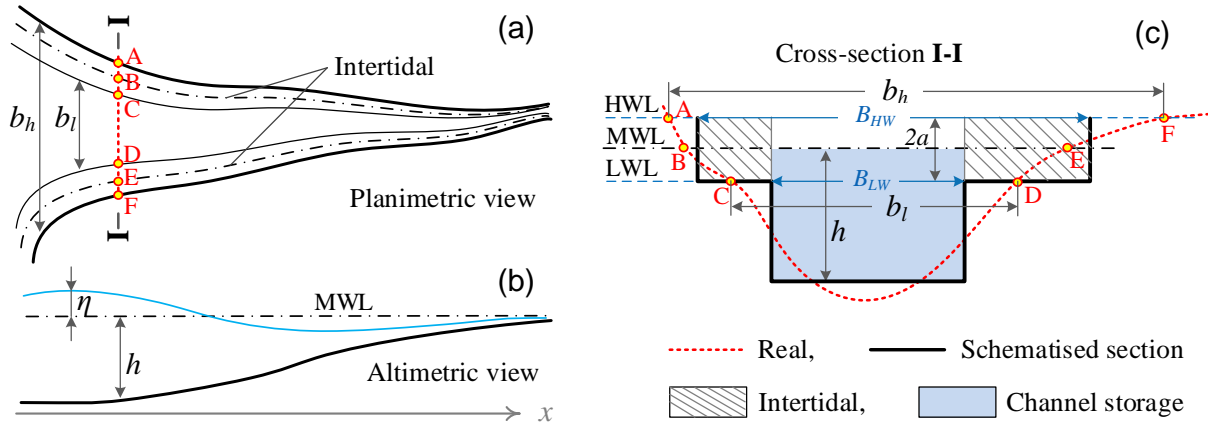 (a)
I
A
B
C
D
E
F
I
b_h
b_l
Intertidal
Planimetric view
(b)
η
MWL
h
Altimetric view
x
(c)
Cross-section I-I
HWL
MWL
LWL
A
B
C
D
E
F
b_h
B_HW
2a
B_LW
b_l
h
Real,
Schematised section
Intertidal,
Channel storage